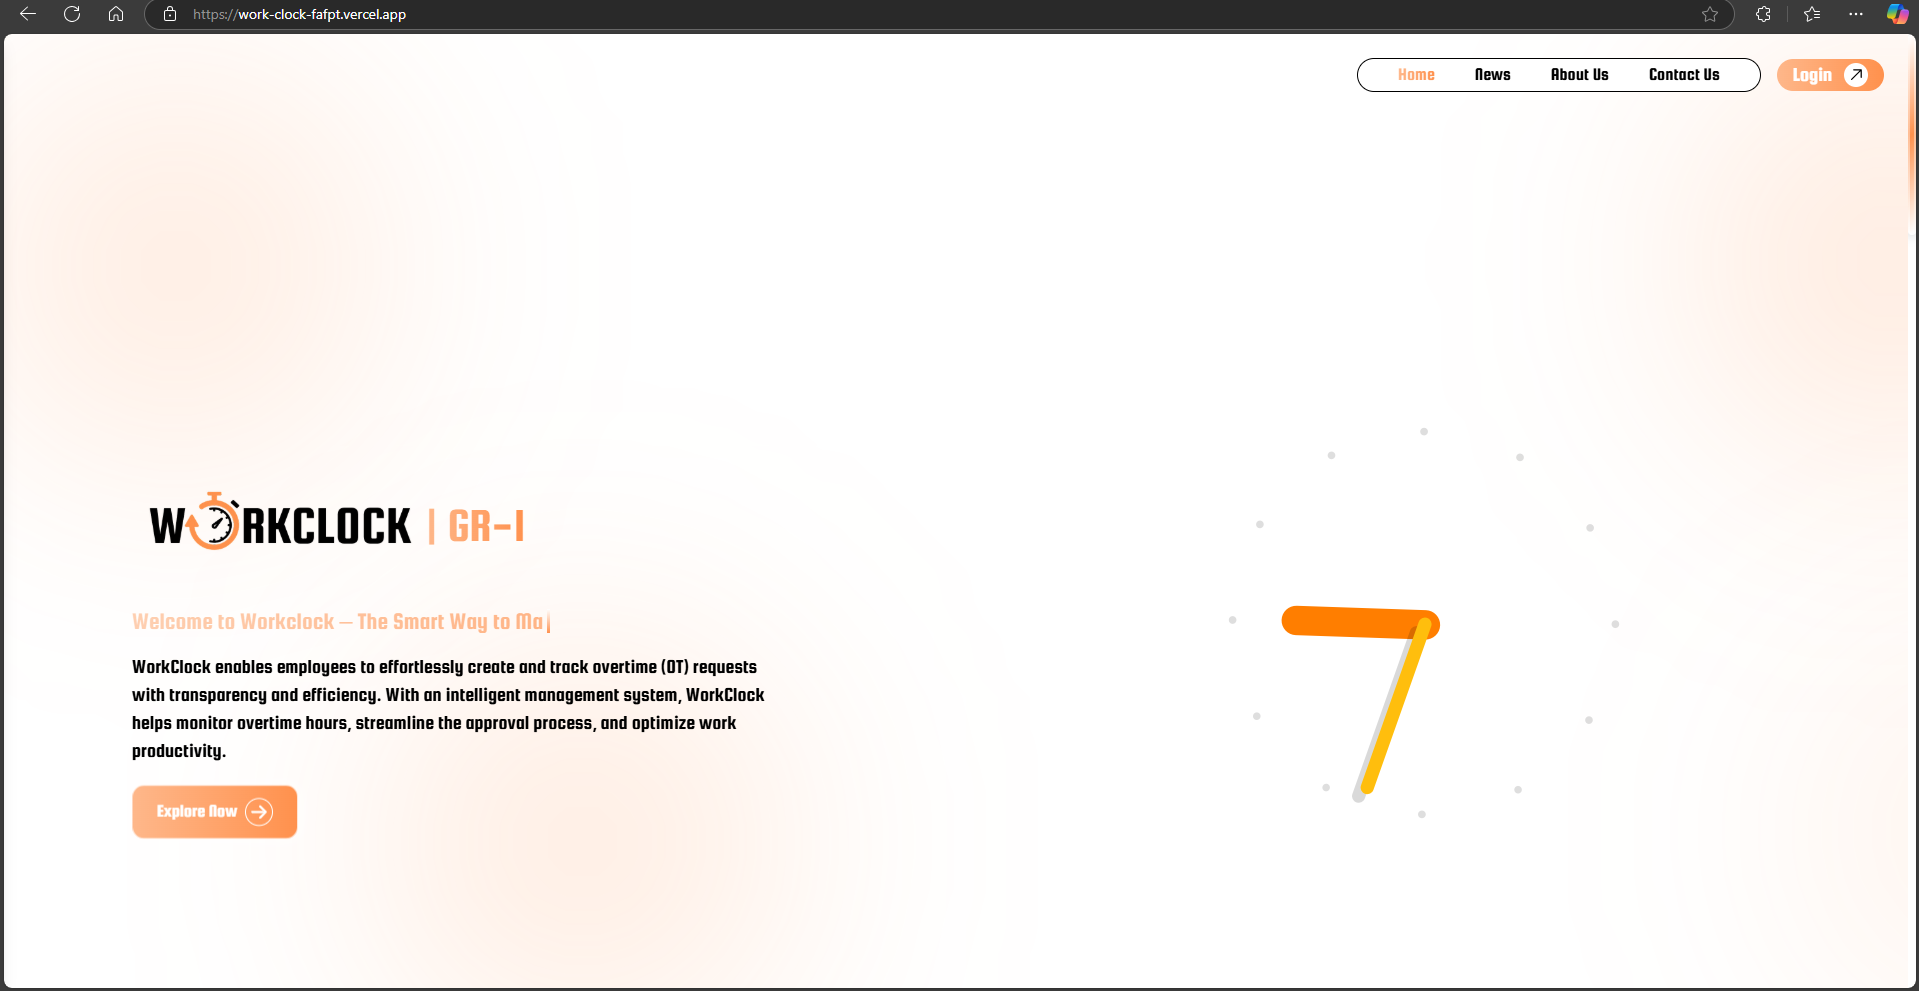 https://work-clock-fafpt.vercel.app
Home News About Us Contact Us Login
WORKCLOCK | GR-1
Welcome to Workclock – The Smart Way to Ma
WorkClock enables employees to effortlessly create and track overtime (OT) requests
with transparency and efficiency. With an intelligent management system, WorkClock
helps monitor overtime hours, streamline the approval process, and optimize work
productivity.
Explore Now